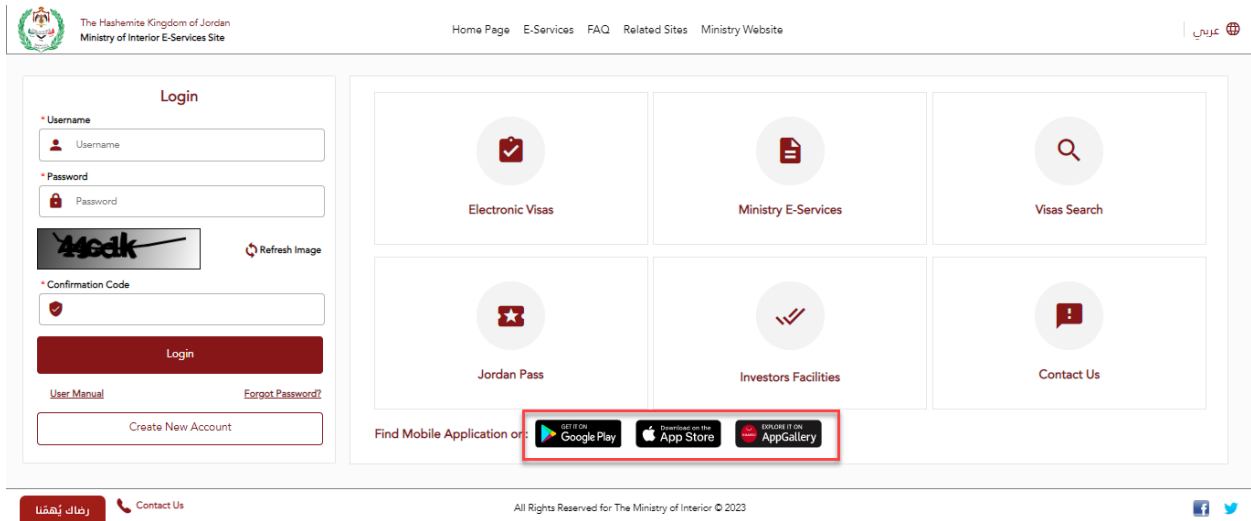 The Hashemite Kingdom of Jordan
Ministry of Interior E-Services Site
Home Page E-Services FAQ Related Sites Ministry Website
عربي
Login
* Username
Username
* Password
Password
Refresh Image
* Confirmation Code
Login
User Manual Forgot Password?
Create New Account
Electronic Visas
Ministry E-Services
Visas Search
Jordan Pass
Investors Facilities
Contact Us
Find Mobile Application on:
GET IT ON
Google Play
Download on the
App Store
EXPLORE IT ON
AppGallery
رضاك يُهمّنا
Contact Us
All Rights Reserved for The Ministry of Interior © 2023